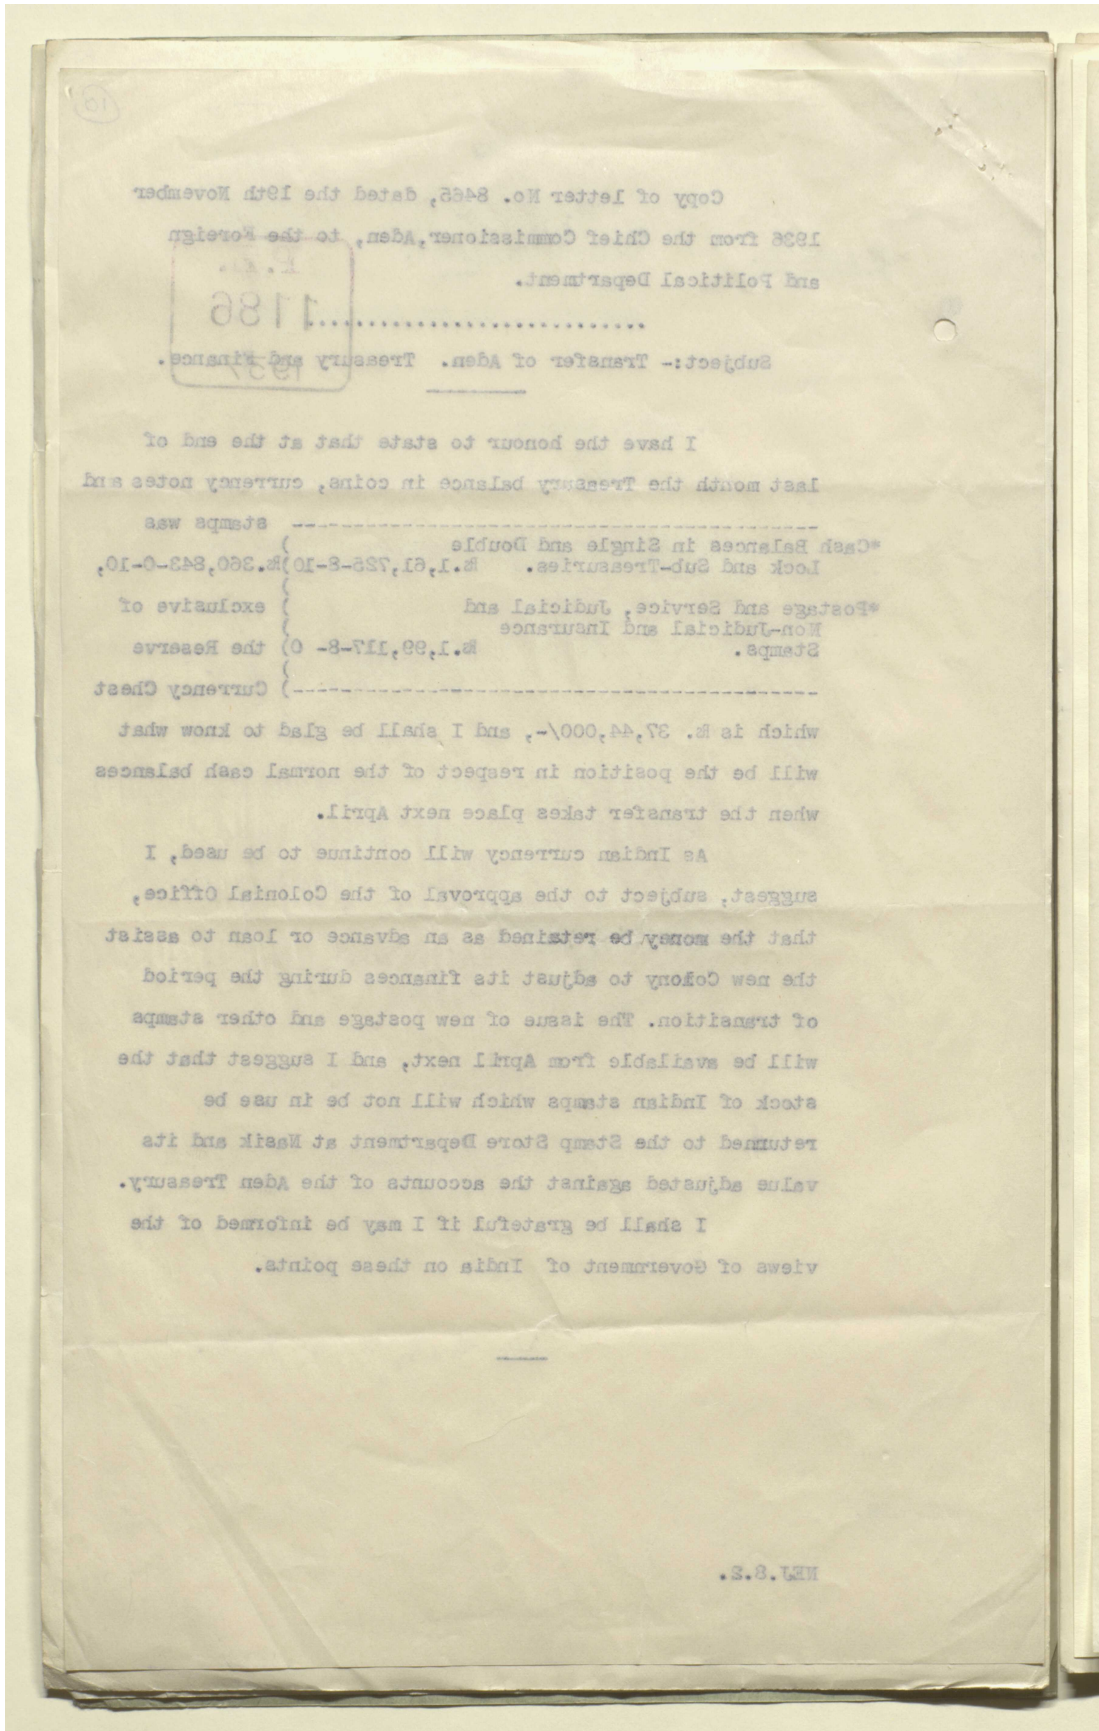 10
Copy of letter No. 8465, dated the 19th November
1936 from the Chief Commissioner,Aden, to the Foreign
and Political Department.
1186
1937
Subject:- Transfer of Aden. Treasury and Finance.
I have the honour to state that at the end of
last month the Treasury balance in coins, currency notes and
---------------------------------------- stamps was
*Cash Balances in Single and Double )
Lock and Sub-Treasuries. Rs.1,61,725-8-10)Rs.360,843-0-10,
)
*Postage and Service, Judicial and ) exclusive of
Non-Judicial and Insurance )
Stamps. Rs.1,99,117-8- 0) the Reserve
)
----------------------------------------) Currency Chest
which is Rs. 37,44,000/-, and I shall be glad to know what
will be the position in respect of the normal cash balances
when the transfer takes place next April.
As Indian currency will continue to be used, I
suggest, subject to the approval of the Colonial Office,
that the money be retained as an advance or loan to assist
the new Colony to adjust its finances during the period
of transition. The issue of new postage and other stamps
will be available from April next, and I suggest that the
stock of Indian stamps which will not be in use be
returned to the Stamp Store Department at Nasik and its
value adjusted against the accounts of the Aden Treasury.
I shall be grateful if I may be informed of the
views of Government of India on these points.
NEJ.8.2.